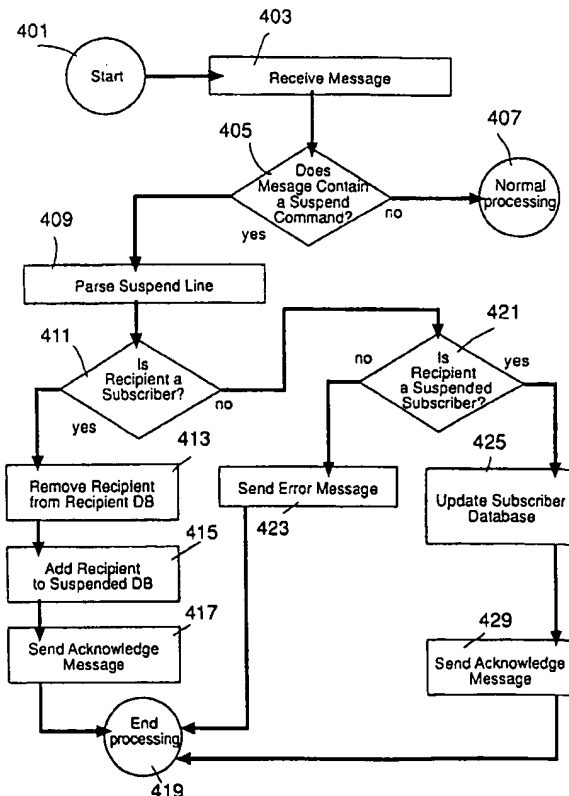 401
Start
403
Receive Message
405
Does
Mesage Contain
a Suspend
Command?
yes
no
407
Normal
processing
409
Parse Suspend Line
411
Is
Recipient a
Subscriber?
yes
no
421
Is
Recipient
a Suspended
Subscriber?
no
yes
413
Remove Recipient
from Recipient DB
Send Error Message
423
425
Update Subscriber
Database
415
Add Recipient
to Suspended DB
417
Send Acknowledge
Message
429
Send Acknowledge
Message
End
processing
419